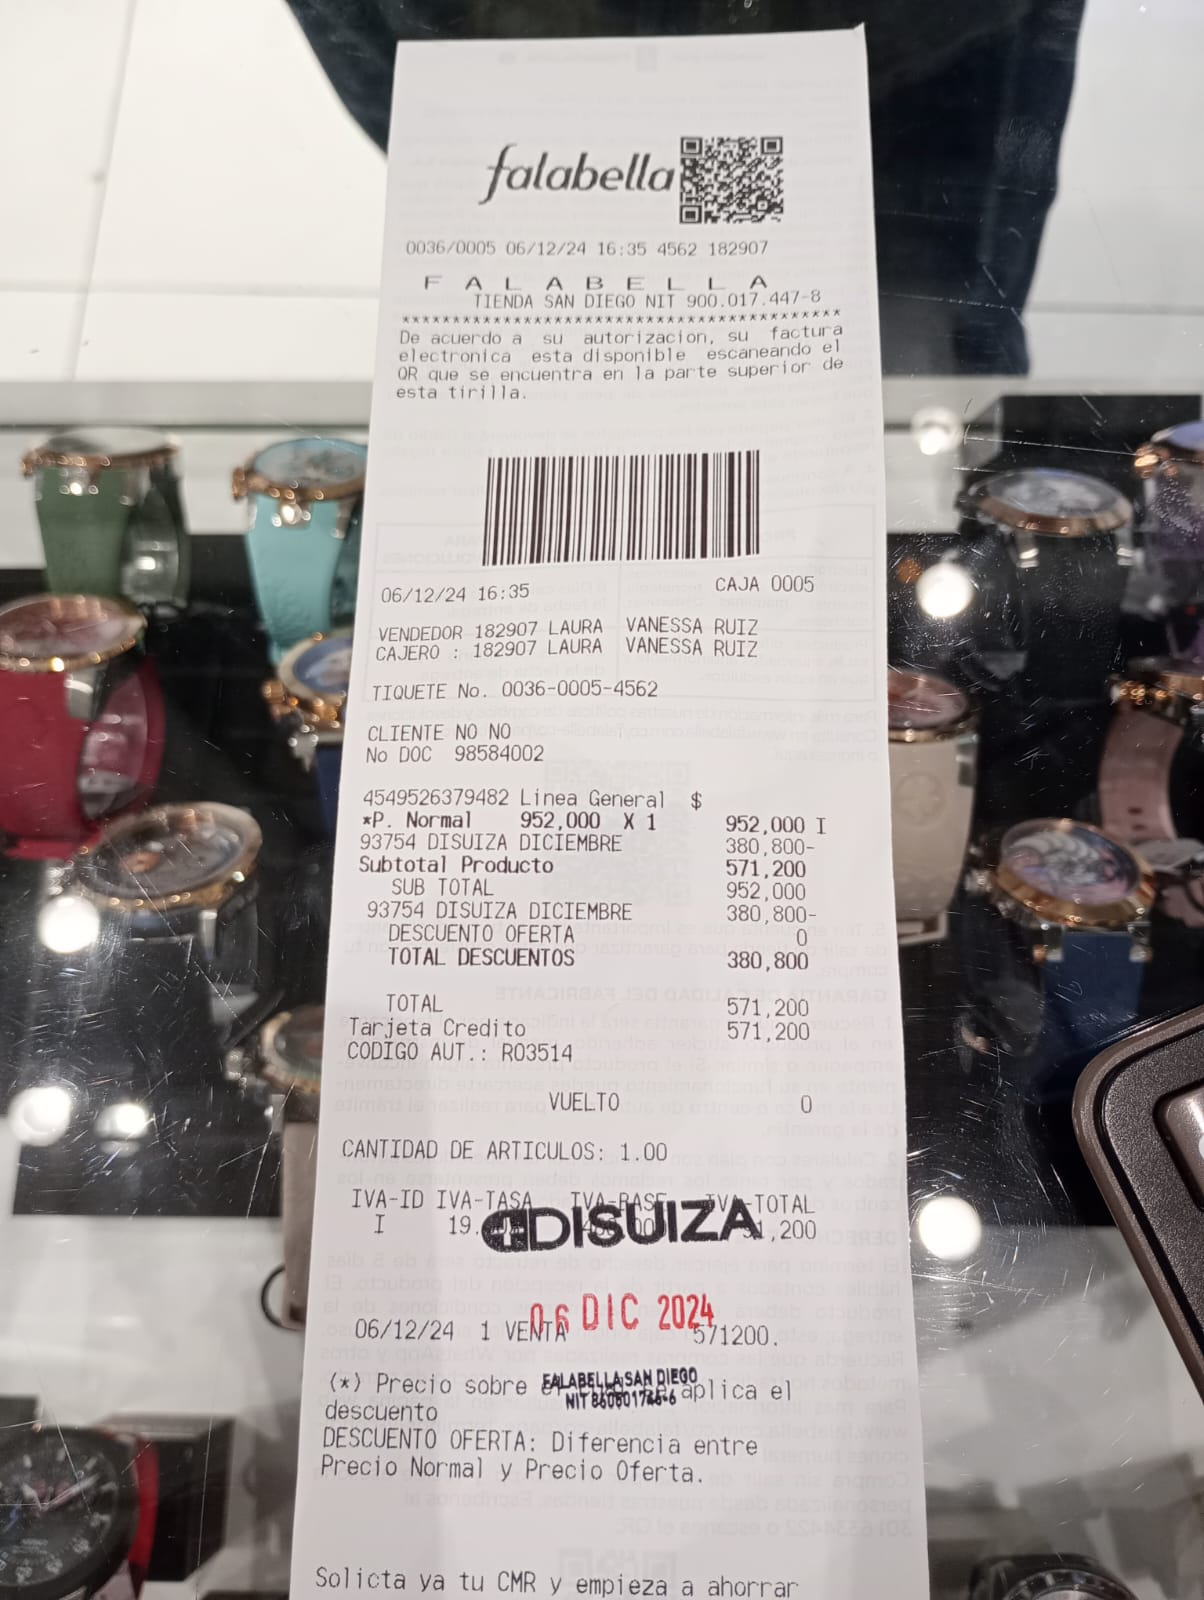 falabella
0036/0005 06/12/24 16:35 4562 182907
F A L A B E L L A
TIENDA SAN DIEGO NIT 900.017.447-8
*******************************************
De acuerdo a su autorizacion, su factura
electronica esta disponible escaneando el
QR que se encuentra en la parte superior de
esta tirilla.
06/12/24 16:35 CAJA 0005
VENDEDOR 182907 LAURA VANESSA RUIZ
CAJERO : 182907 LAURA VANESSA RUIZ
TIQUETE No. 0036-0005-4562
CLIENTE NO NO
No DOC 98584002
4549526379482 Linea General $
*P. Normal 952,000 X 1 952,000 I
93754 DISUIZA DICIEMBRE 380,800-
Subtotal Producto 571,200
SUB TOTAL 952,000
93754 DISUIZA DICIEMBRE 380,800-
DESCUENTO OFERTA 0
TOTAL DESCUENTOS 380,800
TOTAL 571,200
Tarjeta Credito 571,200
CODIGO AUT.: R03514
VUELTO 0
CANTIDAD DE ARTICULOS: 1.00
IVA-ID IVA-TASA IVA-BASE IVA-TOTAL
I 19. 1,200
DISUIZA
06 DIC 2024
06/12/24 1 VENTA 571200.
FALABELLA SAN DIEGO
(*) Precio sobre aplica el
descuento
DESCUENTO OFERTA: Diferencia entre
Precio Normal y Precio Oferta.
Solicta ya tu CMR y empieza a ahorrar